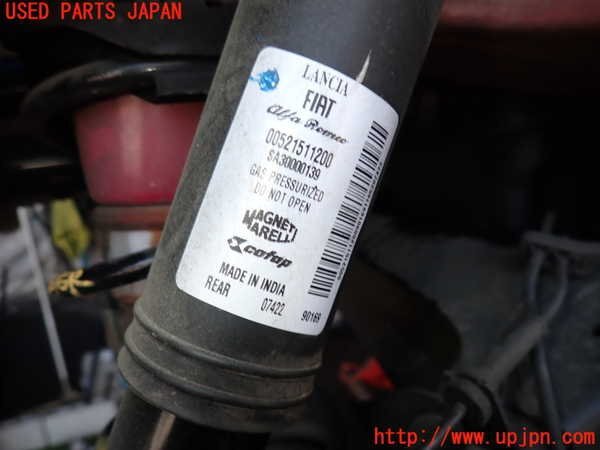 USED PARTS JAPAN
LANCIA
FIAT
Alfa Romeo
00521511200
SA30000139
GAS PRESSURIZED
DO NOT OPEN
MAGNETI
MARELLI
cofap
MADE IN INDIA
REAR 07422
90168
http://www.upjpn.com/